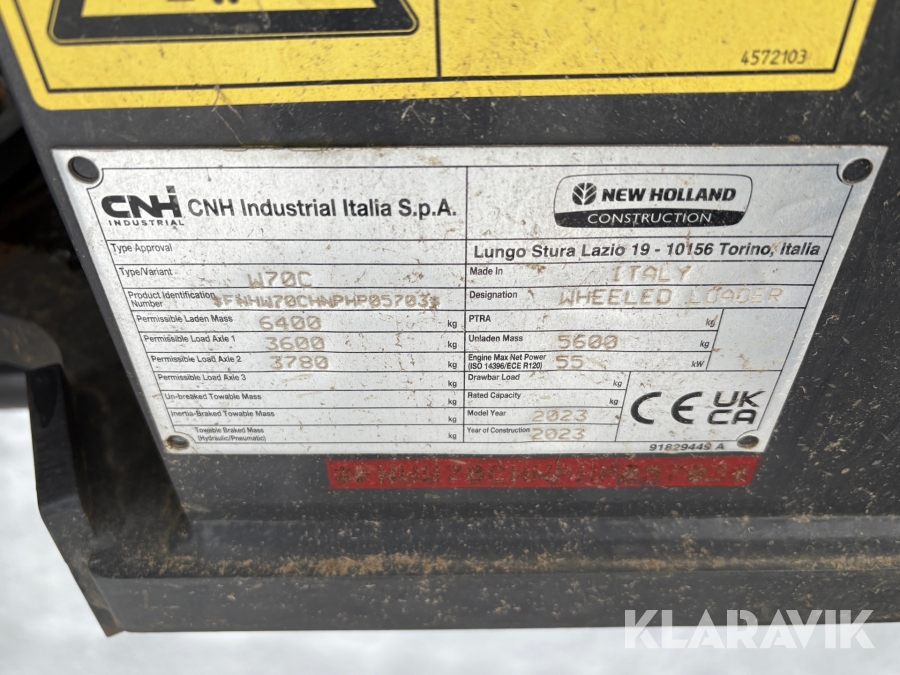 4572103
CNH INDUSTRIAL CNH Industrial Italia S.p.A.
NEW HOLLAND
CONSTRUCTION
Type Approval
Lungo Stura Lazio 19 - 10156 Torino, Italia
Type/Variant W70C
Made In ITALY
Product Identification Number *FNHW70CHNPHP05703*
Designation WHEELED LOADER
Permissible Laden Mass 6400 kg
PTRA kg
Permissible Load Axle 1 3600 kg
Unladen Mass 5600 kg
Permissible Load Axle 2 3780 kg
Engine Max Net Power (ISO 14396/ECE R120) 55 kW
Permissible Load Axle 3 kg
Drawbar Load kg
Un-breaked Towable Mass kg
Rated Capacity kg
Inertia-Braked Towable Mass kg
Model Year 2023
Towable Braked Mass (Hydraulic/Pneumatic) kg
Year of Construction 2023
CE UK CA
91829449 A
KLARAVIK